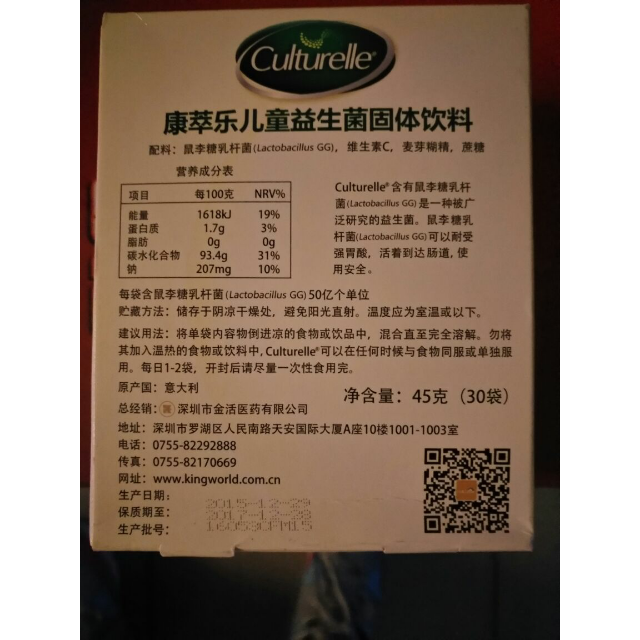 Culturelle®
康萃乐儿童益生菌固体饮料
配料：鼠李糖乳杆菌(Lactobacillus GG)，维生素C，麦芽糊精，蔗糖
营养成分表
项目 每100克 NRV%
能量 1618kJ 19%
蛋白质 1.7g 3%
脂肪 0g 0g
碳水化合物 93.4g 31%
钠 207mg 10%
Culturelle®含有鼠李糖乳杆
菌(Lactobacillus GG)是一种被广
泛研究的益生菌。鼠李糖乳
杆菌(Lactobacillus GG)可以耐受
强胃酸，活着到达肠道，使
用安全。
每袋含鼠李糖乳杆菌(Lactobacillus GG)50亿个单位
贮藏方法：储存于阴凉干燥处，避免阳光直射。温度应为室温或以下。
建议用法：将单袋内容物倒进凉的食物或饮品中，混合直至完全溶解。勿将
其加入温热的食物或饮料中，Culturelle®可以在任何时候与食物同服或单独服
用。每日1-2袋，开封后请尽量一次性食用完。
原产国：意大利
净含量：45克（30袋）
总经销：深圳市金活医药有限公司
地址：深圳市罗湖区人民南路天安国际大厦A座10楼1001-1003室
电话：0755-82292888
传真：0755-82170669
网址：www.kingworld.com.cn
生产日期：2015-12-29
保质期至：2017-12-28
生产批号：16053CFM15